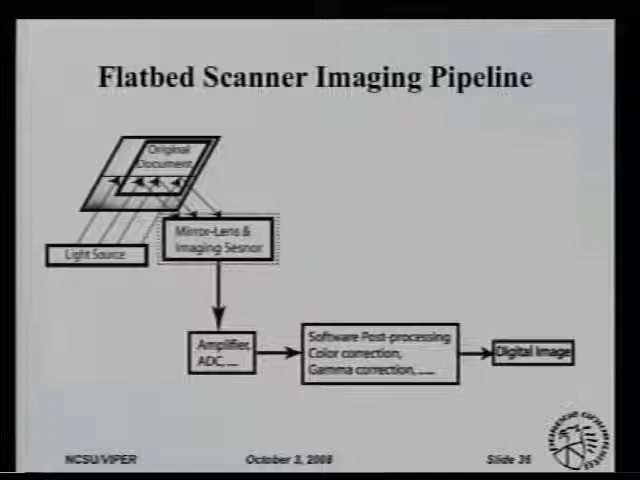 Flatbed Scanner Imaging Pipeline
Original
Document
Mirror-Lens &
Imaging Sesnor
Light Source
Amplifier,
ADC, ...
Software Post-processing
Color correction,
Gamma correction, ......
Digital Image
NCSU/VIPER
October 3, 2008
Slide 36